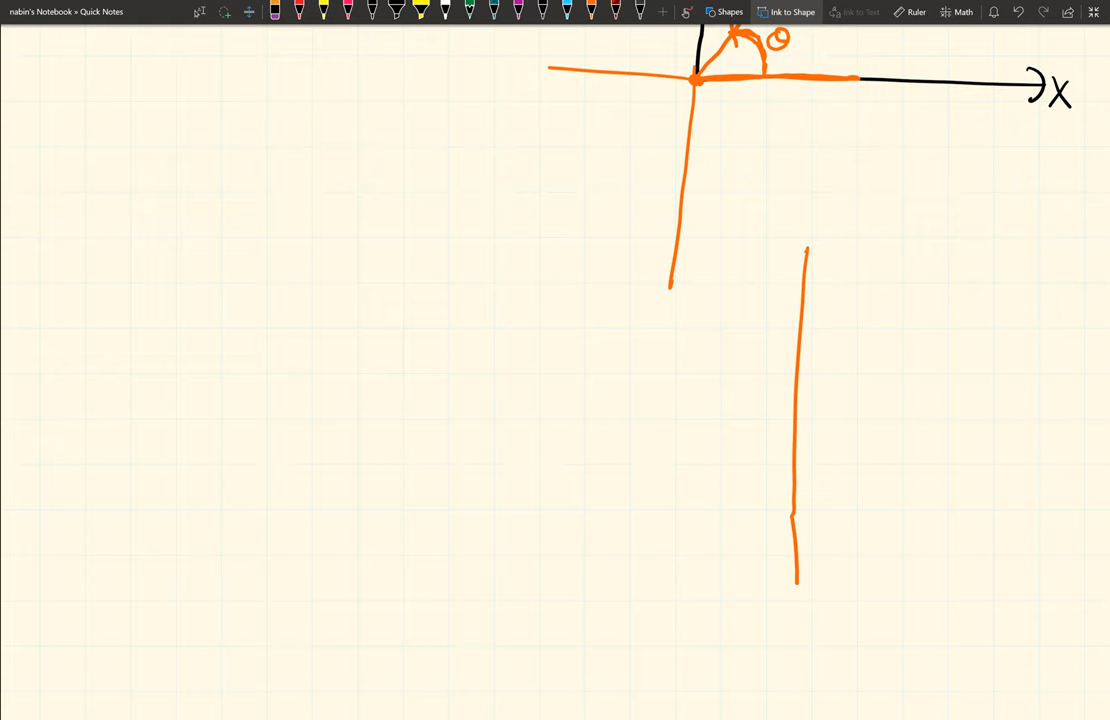 nabin's Notebook » Quick Notes
Shapes
Ink to Shape
Ink to Text
Ruler
Math
θ
X